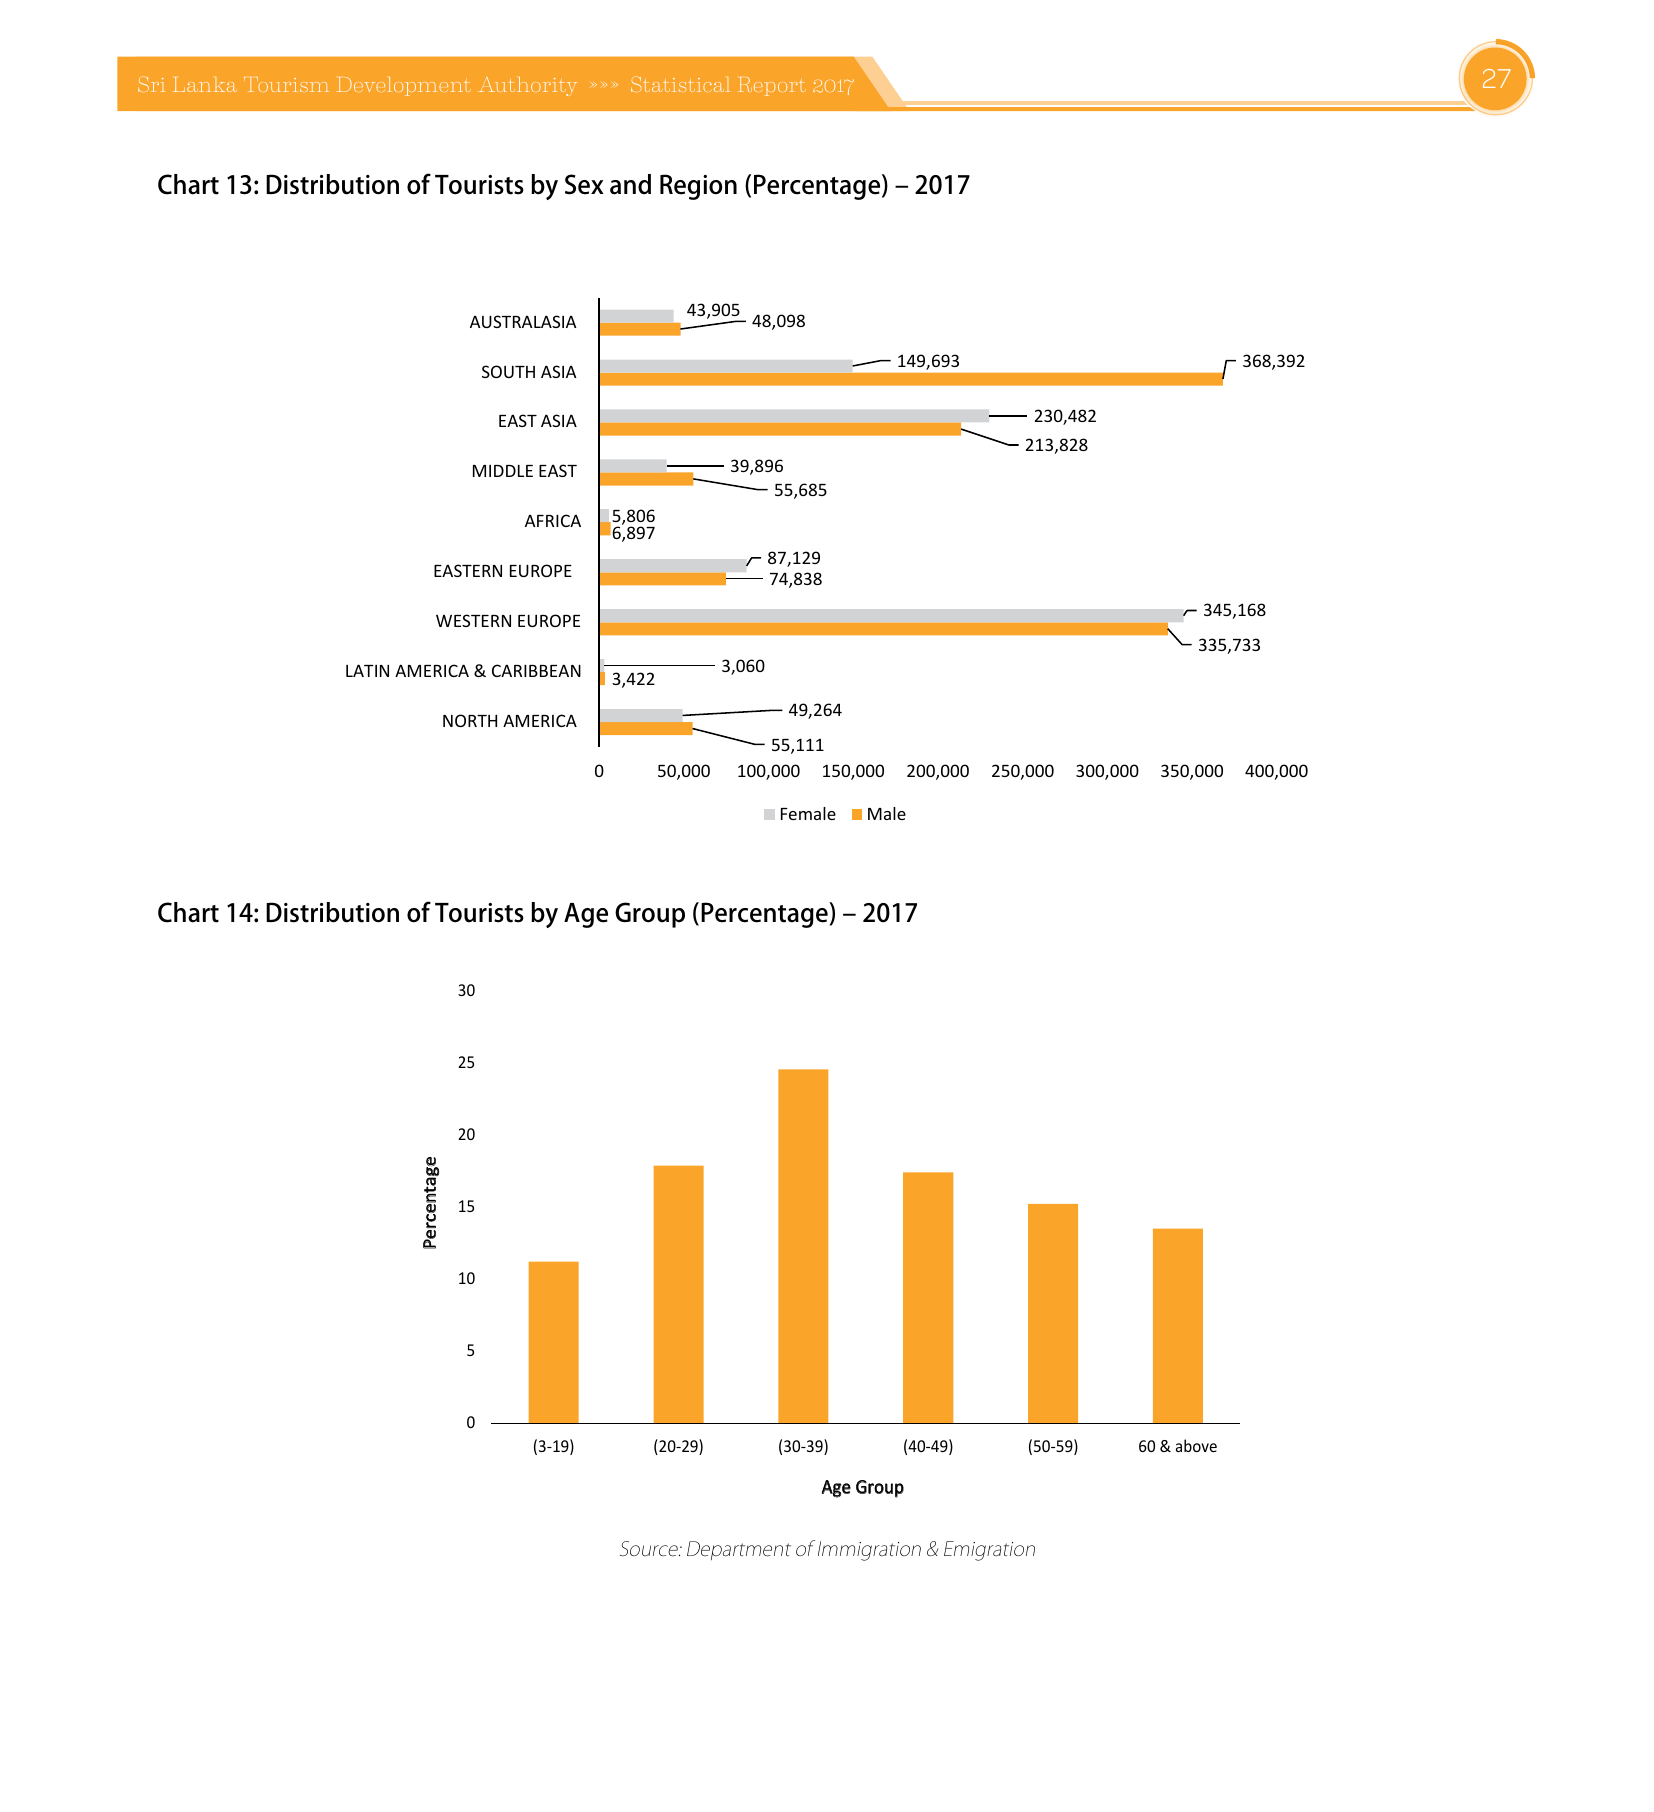 Sri Lanka Tourism Development Authority »»» Statistical Report 2017
27
Chart 13: Distribution of Tourists by Sex and Region (Percentage) – 2017
AUSTRALASIA 43,905 48,098
SOUTH ASIA 149,693 368,392
EAST ASIA 230,482 213,828
MIDDLE EAST 39,896 55,685
AFRICA 5,806 6,897
EASTERN EUROPE 87,129 74,838
WESTERN EUROPE 345,168 335,733
LATIN AMERICA & CARIBBEAN 3,060 3,422
NORTH AMERICA 49,264 55,111
0 50,000 100,000 150,000 200,000 250,000 300,000 350,000 400,000
Female Male
Chart 14: Distribution of Tourists by Age Group (Percentage) – 2017
Percentage
30
25
20
15
10
5
0
(3-19) (20-29) (30-39) (40-49) (50-59) 60 & above
Age Group
Source: Department of Immigration & Emigration